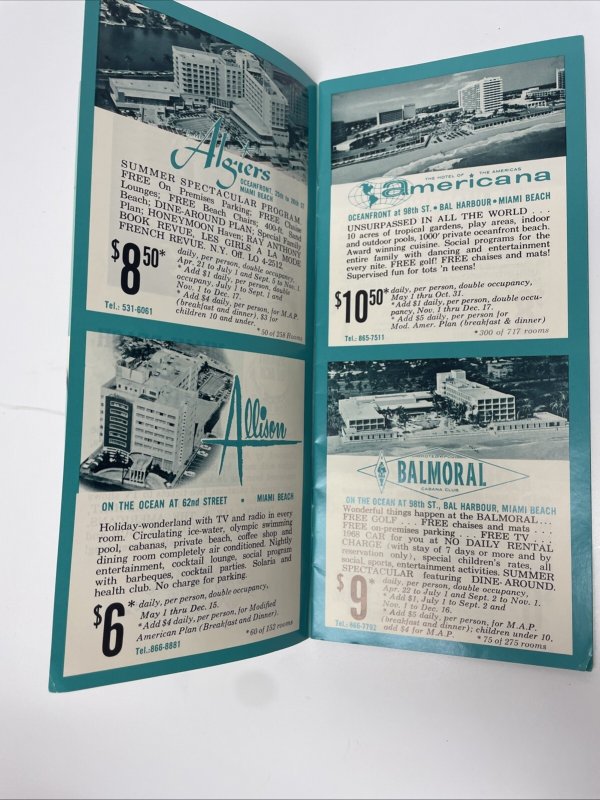 Algiers
OCEANFRONT, 25th to 26th ST.
MIAMI BEACH
SUMMER SPECTACULAR PROGRAM.
FREE On Premises Parking; FREE Chaise
Lounges; FREE Beach Chairs; 400-ft. Sand
Beach; DINE-AROUND PLAN, Special Family
Plan; HONEYMOON Haven; RAY ANTHONY
BOOK REVUE, LES GIRLS A LA MODE
FRENCH REVUE. N.Y. Off. LO 4-2512.
$8.50*
daily, per person, double occupancy,
Apr. 21 to July 1 and Sept. 5 to Nov. 1.
* Add $1 daily, per person, double
occupancy, July 1 to Sept. 1 and
Nov. 1 to Dec. 17.
* Add $4 daily, per person, for M.A.P.
(breakfast and dinner), $3 for
children 10 and under.
Tel.: 531-6061
*50 of 258 Rooms
Allison
ON THE OCEAN AT 62nd STREET • MIAMI BEACH
Holiday-wonderland with TV and radio in every
room. Circulating ice-water, olympic swimming
pool, cabanas, private beach, coffee shop and
dining room completely air conditioned. Nightly
entertainment, cocktail lounge, social program
with barbeques, cocktail parties. Solaria and
health club. No charge for parking.
$6*
daily, per person, double occupancy,
May 1 thru Dec. 15.
* Add $4 daily, per person, for Modified
American Plan (Breakfast and Dinner).
Tel.: 866-8881
*60 of 152 rooms
THE HOTEL OF THE AMERICAS
americana
OCEANFRONT at 98th ST. • BAL HARBOUR • MIAMI BEACH
UNSURPASSED IN ALL THE WORLD . . .
10 acres of tropical gardens, play areas, indoor
and outdoor pools, 1000' private oceanfront beach.
Award winning cuisine. Social programs for the
entire family with dancing and entertainment
every nite. FREE golf! FREE chaises and mats!
Supervised fun for tots 'n teens!
$10.50*
daily, per person, double occupancy,
May 1 thru Oct. 31.
* Add $1 daily, per person, double occu-
pancy, Nov. 1 thru Dec. 17.
* Add $5 daily, per person for
Mod. Amer. Plan (breakfast & dinner)
Tel.: 865-7511
*300 of 717 rooms
BALMORAL
CABANA CLUB
ON THE OCEAN at 98th ST., BAL HARBOUR, MIAMI BEACH
Wonderful things happen at the BALMORAL...
FREE GOLF . . . FREE chaises and mats . . .
FREE on-premises parking . . . FREE TV . . .
1968 CAR for you at NO DAILY RENTAL
CHARGE (with stay of 7 days or more and by
reservation only), special children's rates, all
social, sports, entertainment activities. SUMMER
SPECTACULAR featuring DINE-AROUND.
$9*
daily, per person, double occupancy,
Apr. 22 to July 1 and Sept. 2 to Nov. 1.
* Add $1, July 1 to Sept. 2 and
Nov. 1 to Dec. 16.
* Add $5 daily, per person, for M.A.P.
(breakfast and dinner); children under 10,
add $4 for M.A.P.
Tel.: 866-7792
*75 of 275 rooms